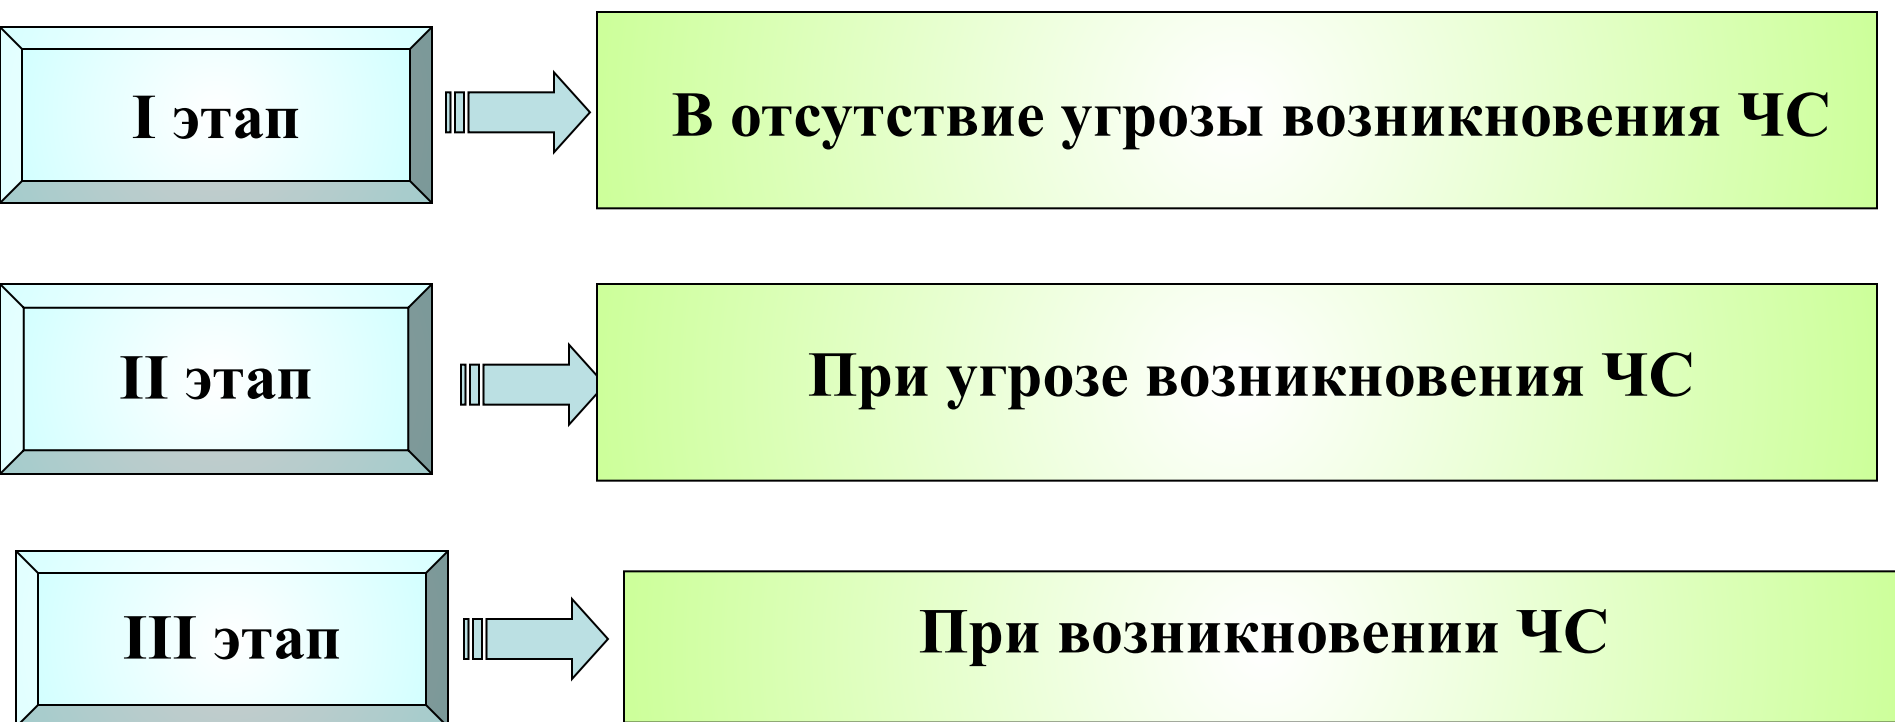 I этап
В отсутствие угрозы возникновения ЧС
II этап
При угрозе возникновения ЧС
III этап
При возникновении ЧС